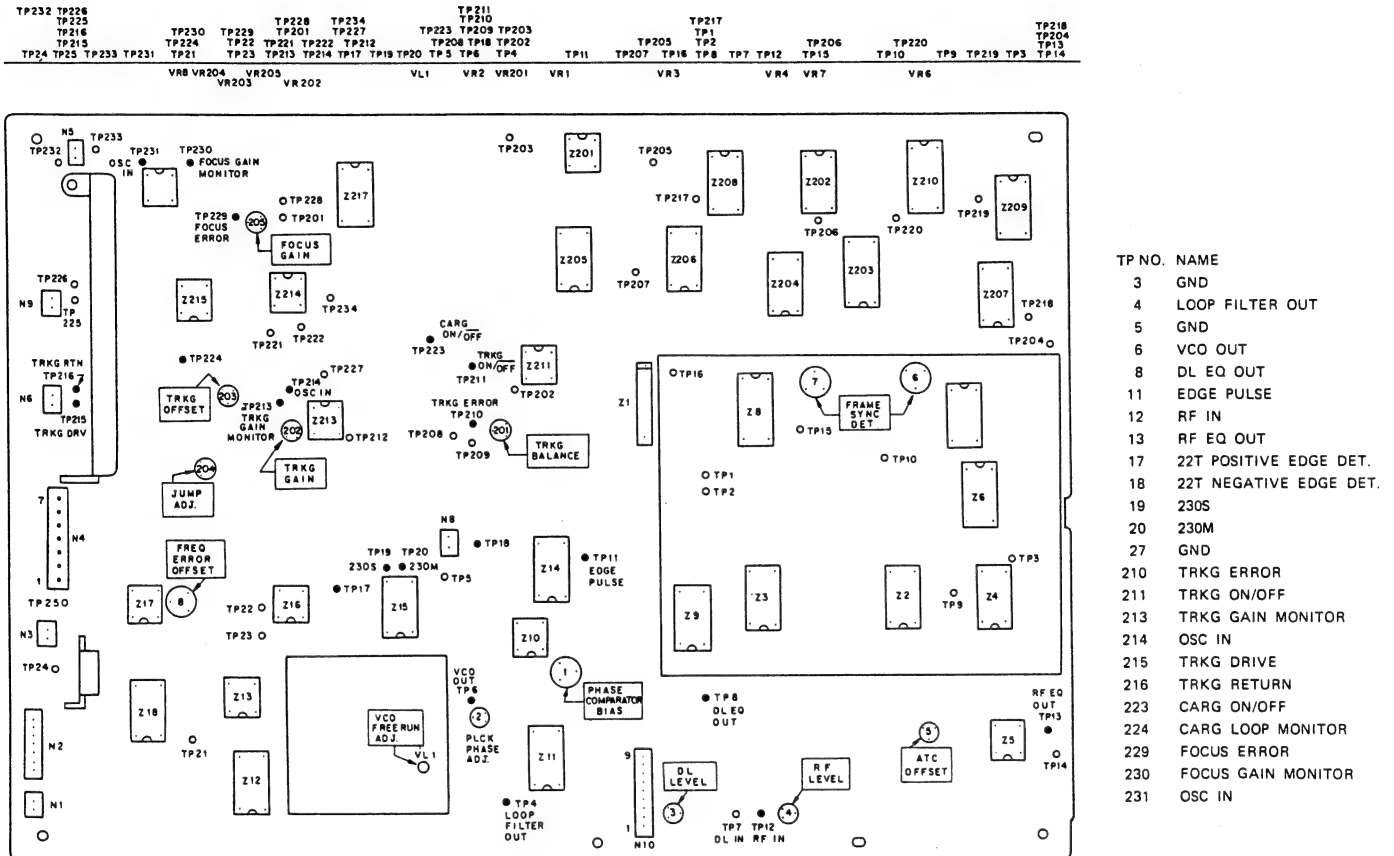 TP232 TP226 TP211 TP217
TP225 TP228 TP234 TP210 TP1 TP218
TP216 TP230 TP229 TP201 TP227 TP223 TP209 TP203 TP205 TP2 TP206 TP220 TP204
TP215 TP224 TP22 TP221 TP222 TP212 TP208 TP18 TP202 TP13
TP24 TP25 TP233 TP231 TP21 TP23 TP213 TP214 TP17 TP19 TP20 TP5 TP6 TP4 TP11 TP207 TP16 TP8 TP7 TP12 TP15 TP10 TP9 TP219 TP3 TP14
VR8 VR204 VR205 VL1 VR2 VR201 VR1 VR3 VR4 VR7 VR6
VR203 VR202
N5
TP233
TP232
OSC IN
TP231
TP230
FOCUS GAIN
MONITOR
TP203
Z201
TP205
Z208
Z202
Z210
Z209
Z217
TP228
TP201
TP229
FOCUS
ERROR
205
FOCUS
GAIN
TP217
TP206
TP220
TP219
Z205
Z206
Z204
Z203
Z207
TP207
TP218
TP204
TP226
N9
TP
225
Z215
Z214
TP234
TP221
TP222
CARG
ON/OFF
TP223
TRKG
ON/OFF
TP211
Z211
TP202
TRKG RTN
TP216
N6
TP215
TRKG DRV
TP224
TRKG
OFFSET
203
TP227
TP214
OSC IN
TP213
TRKG
GAIN
MONITOR
202
Z213
TP212
TRKG
GAIN
TRKG ERROR
TP210
TP208
TP209
201
TRKG
BALANCE
Z1
TP16
Z8
7
6
FRAME
SYNC
DET
TP15
TP10
TP1
TP2
Z6
204
JUMP
ADJ.
7
N4
1
TP250
FREQ
ERROR
OFFSET
8
N8
TP18
TP19
230S
TP20
230M
TP5
Z14
TP11
EDGE
PULSE
TP3
Z17
TP22
Z16
TP17
Z15
TP23
N3
TP24
Z10
Z9
Z3
Z2
TP9
Z4
Z18
Z13
TP21
Z12
VCO
OUT
TP6
2
PLCK
PHASE
ADJ.
VCO
FREE RUN
ADJ.
VL1
1
PHASE
COMPARATOR
BIAS
TP8
DL EQ
OUT
RF EQ
OUT
TP13
Z5
TP14
5
ATC
OFFSET
N2
N1
Z11
TP4
LOOP
FILTER
OUT
9
1
N10
DL
LEVEL
3
RF
LEVEL
4
TP7
DL IN
TP12
RF IN
TP NO. NAME
3 GND
4 LOOP FILTER OUT
5 GND
6 VCO OUT
8 DL EQ OUT
11 EDGE PULSE
12 RF IN
13 RF EQ OUT
17 22T POSITIVE EDGE DET.
18 22T NEGATIVE EDGE DET.
19 230S
20 230M
27 GND
210 TRKG ERROR
211 TRKG ON/OFF
213 TRKG GAIN MONITOR
214 OSC IN
215 TRKG DRIVE
216 TRKG RETURN
223 CARG ON/OFF
224 CARG LOOP MONITOR
229 FOCUS ERROR
230 FOCUS GAIN MONITOR
231 OSC IN